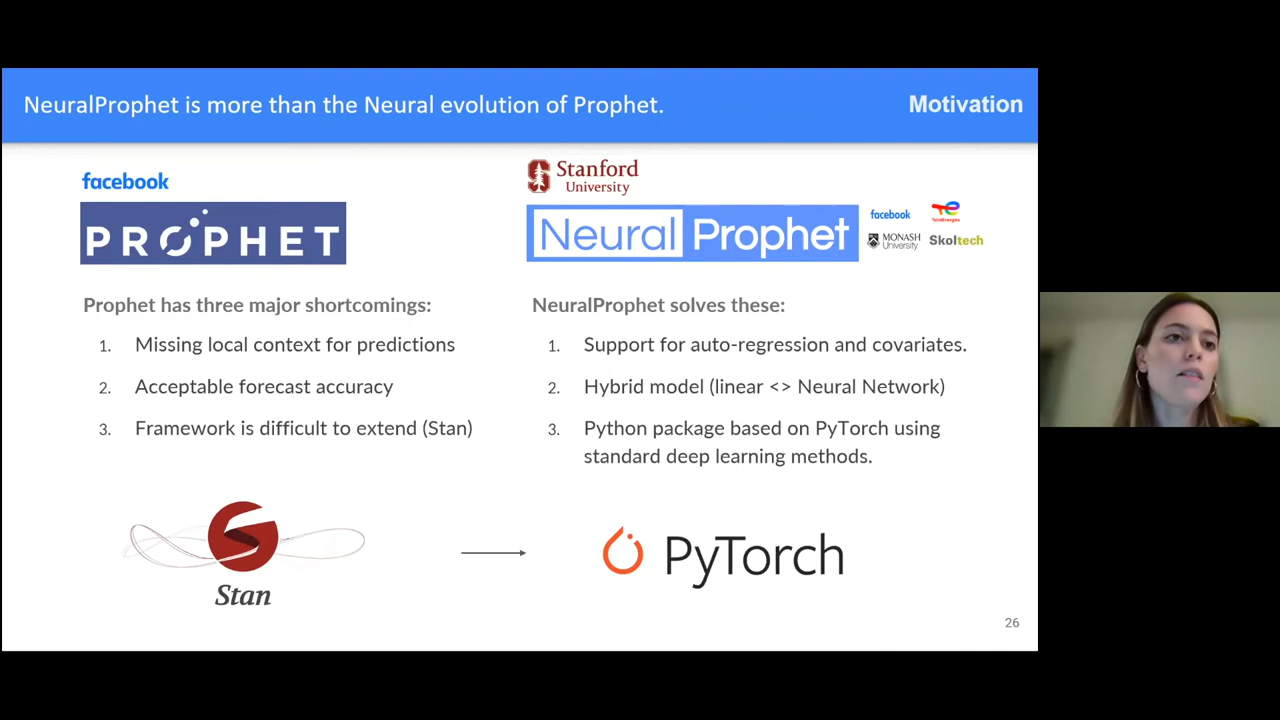 NeuralProphet is more than the Neural evolution of Prophet.
Motivation
facebook
PROPHET
Prophet has three major shortcomings:
1. Missing local context for predictions
2. Acceptable forecast accuracy
3. Framework is difficult to extend (Stan)
Stan
Stanford
University
Neural Prophet
facebook
TotalEnergies
MONASH
University
Skoltech
NeuralProphet solves these:
1. Support for auto-regression and covariates.
2. Hybrid model (linear <> Neural Network)
3. Python package based on PyTorch using
standard deep learning methods.
PyTorch
26